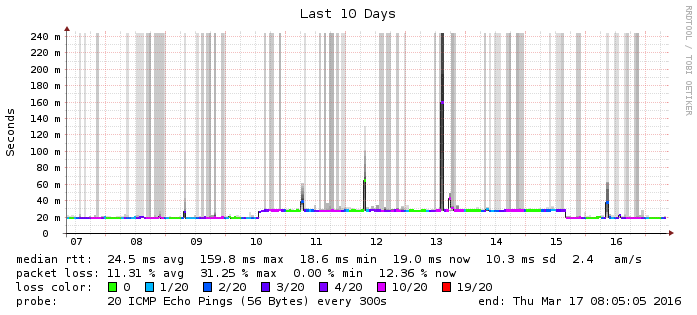 Last 10 Days
RRDTOOL / TOBI OETIKER
Seconds
240 m
220 m
200 m
180 m
160 m
140 m
120 m
100 m
80 m
60 m
40 m
20 m
0
07 08 09 10 11 12 13 14 15 16
median rtt: 24.5 ms avg 159.8 ms max 18.6 ms min 19.0 ms now 10.3 ms sd 2.4 am/s
packet loss: 11.31 % avg 31.25 % max 0.00 % min 12.36 % now
loss color: 0 1/20 2/20 3/20 4/20 10/20 19/20
probe: 20 ICMP Echo Pings (56 Bytes) every 300s end: Thu Mar 17 08:05:05 2016